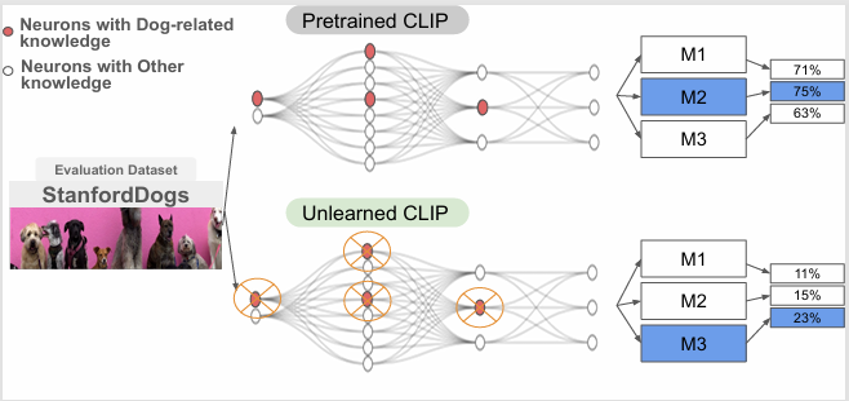 Neurons with Dog-related
knowledge
Neurons with Other
knowledge
Pretrained CLIP
M1
M2
M3
71%
75%
63%
Evaluation Dataset
StanfordDogs
Unlearned CLIP
M1
M2
M3
11%
15%
23%